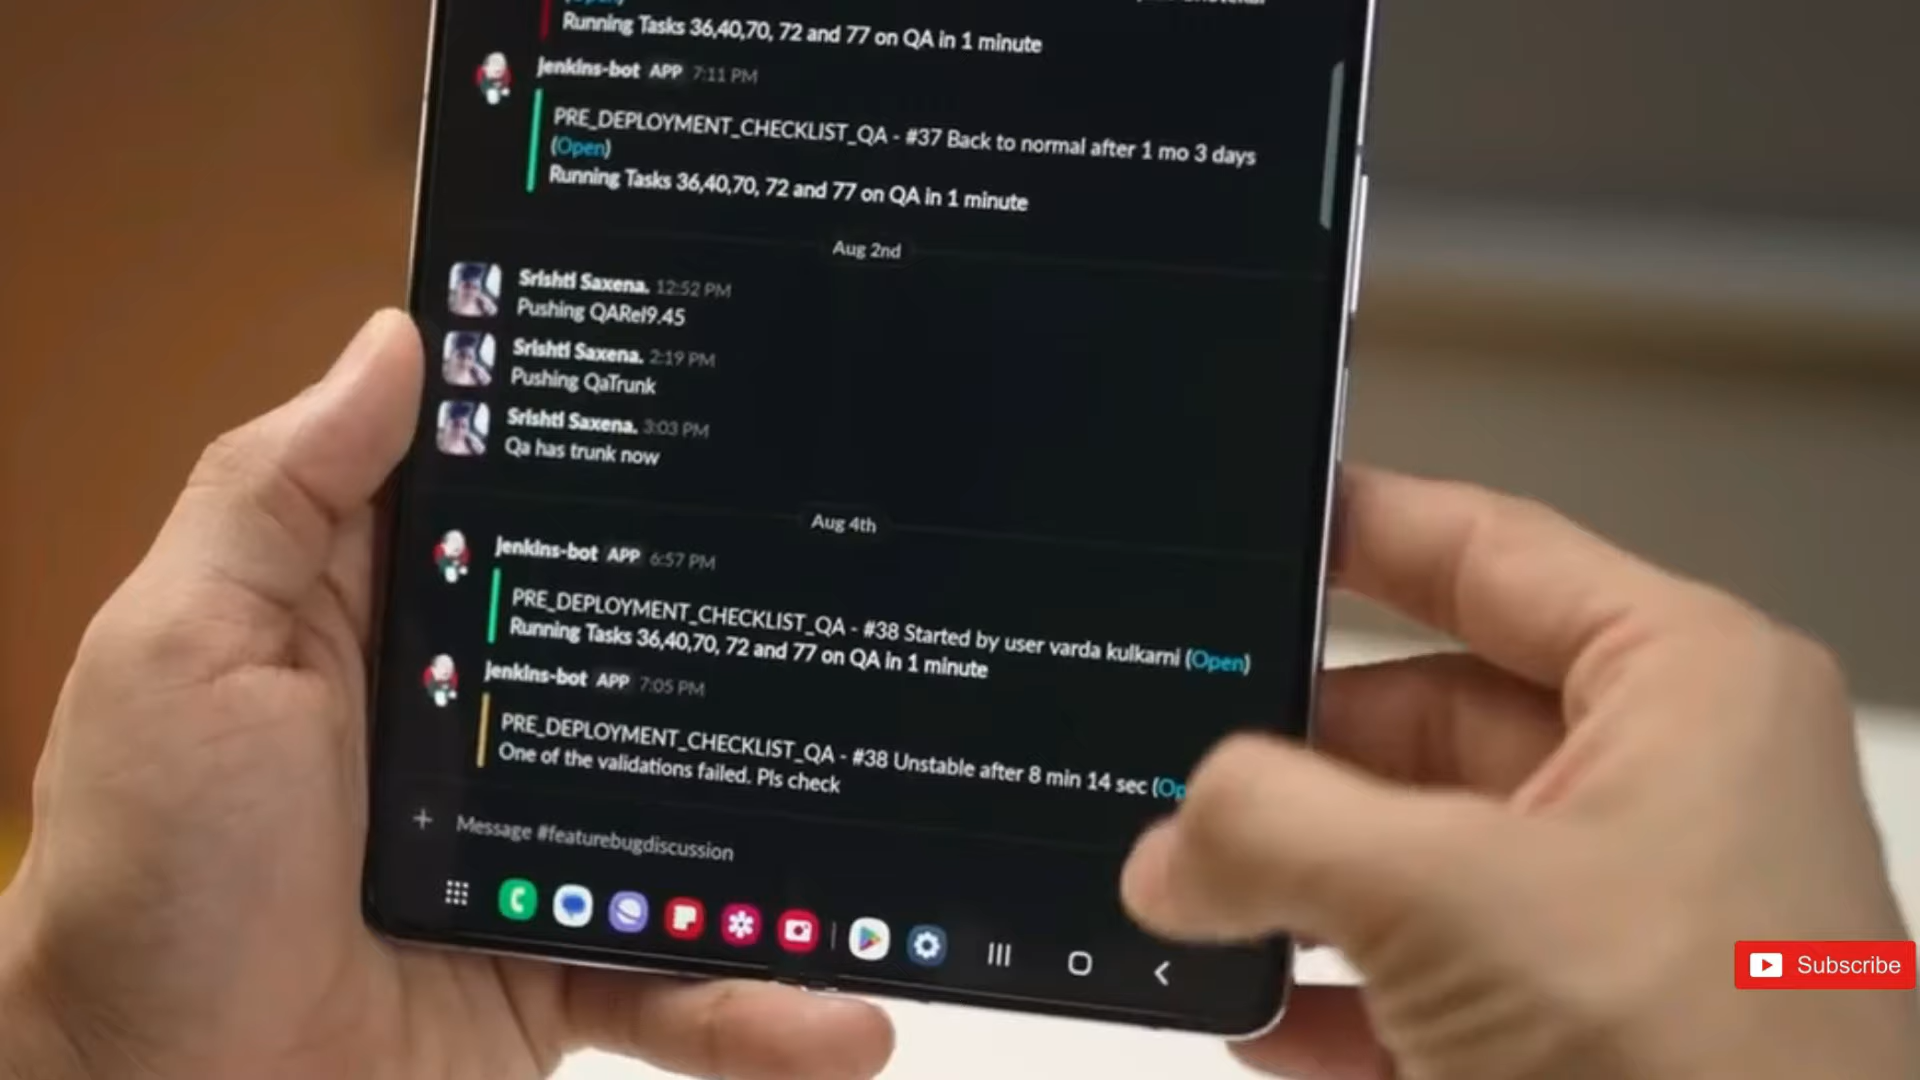 Running Tasks 36,40,70, 72 and 77 on QA in 1 minute
jenkins-bot APP 7:11 PM
PRE_DEPLOYMENT_CHECKLIST_QA - #37 Back to normal after 1 mo 3 days
(Open)
Running Tasks 36,40,70, 72 and 77 on QA in 1 minute
Aug 2nd
Srishti Saxena. 12:52 PM
Pushing QARel9.45
Srishti Saxena. 2:19 PM
Pushing QaTrunk
Srishti Saxena. 3:03 PM
Qa has trunk now
Aug 4th
jenkins-bot APP 6:57 PM
PRE_DEPLOYMENT_CHECKLIST_QA - #38 Started by user varda kulkarni (Open)
Running Tasks 36,40,70, 72 and 77 on QA in 1 minute
jenkins-bot APP 7:05 PM
PRE_DEPLOYMENT_CHECKLIST_QA - #38 Unstable after 8 min 14 sec (Op
One of the validations failed. Pls check
+ Message #featurebugdiscussion
Subscribe